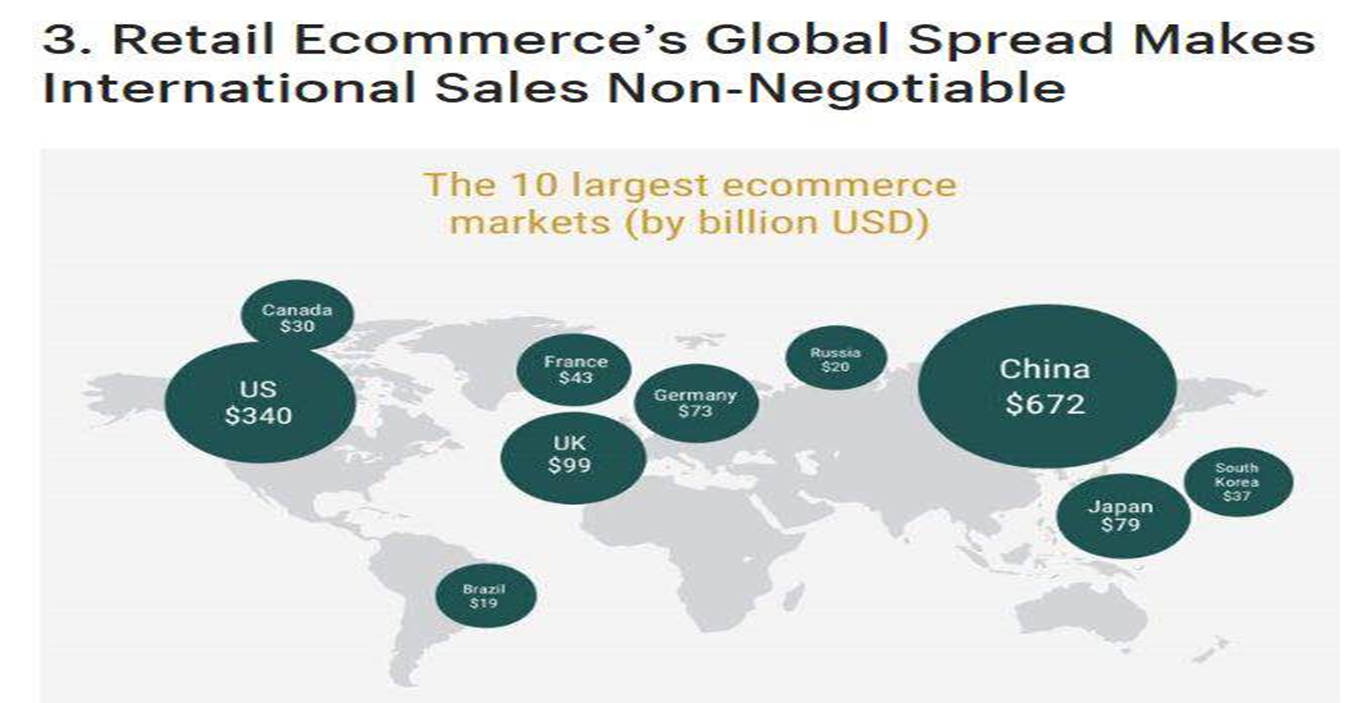 3. Retail Ecommerce’s Global Spread Makes
International Sales Non-Negotiable
The 10 largest ecommerce
markets (by billion USD)
Canada
$30
US
$340
France
$43
Germany
$73
UK
$99
Russia
$20
China
$672
South
Korea
$37
Japan
$79
Brazil
$19